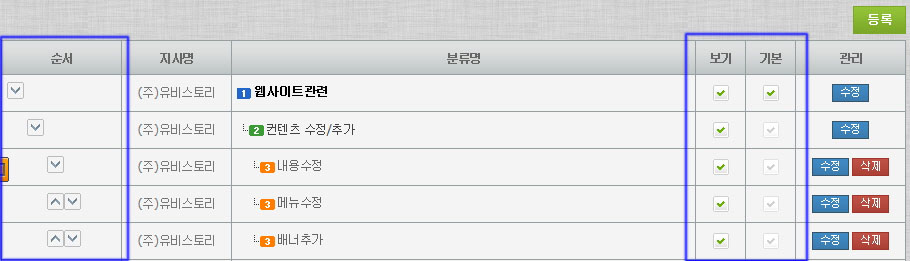 등록
순서 지사명 분류명 보기 기본 관리
(주)유비스토리 1 웹사이트관련 수정
(주)유비스토리 2 컨텐츠 수정/추가 수정
(주)유비스토리 3 내용수정 수정 삭제
(주)유비스토리 3 메뉴수정 수정 삭제
(주)유비스토리 3 배너추가 수정 삭제